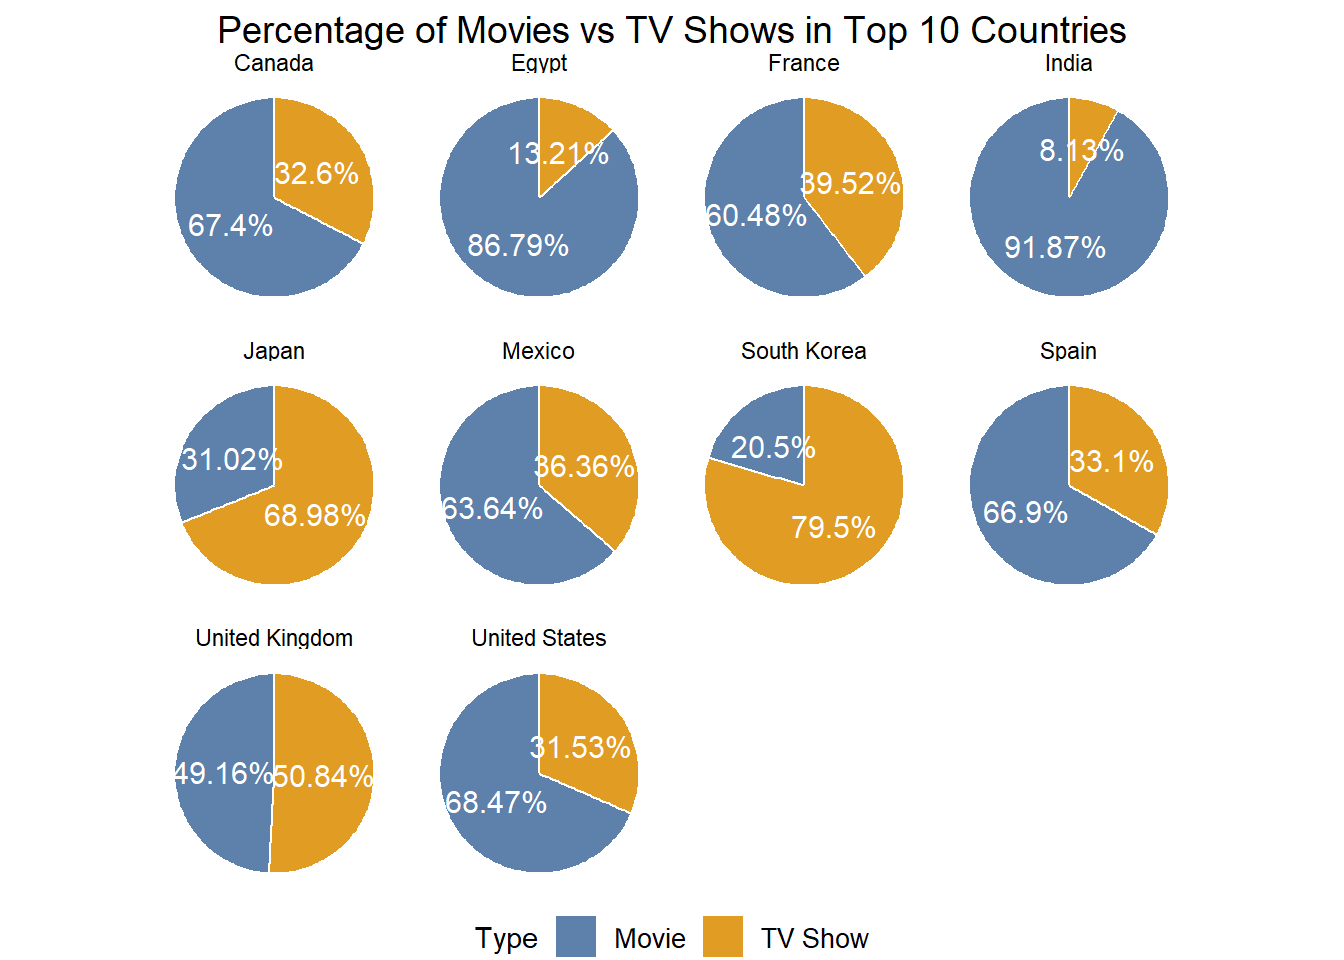 Percentage of Movies vs TV Shows in Top 10 Countries
Canada Egypt France India
32.6% 13.21% 39.52% 8.13%
67.4% 86.79% 60.48% 91.87%
Japan Mexico South Korea Spain
31.02% 36.36% 20.5% 33.1%
68.98% 63.64% 79.5% 66.9%
United Kingdom United States
49.16% 50.84% 31.53%
68.47%
Type Movie TV Show